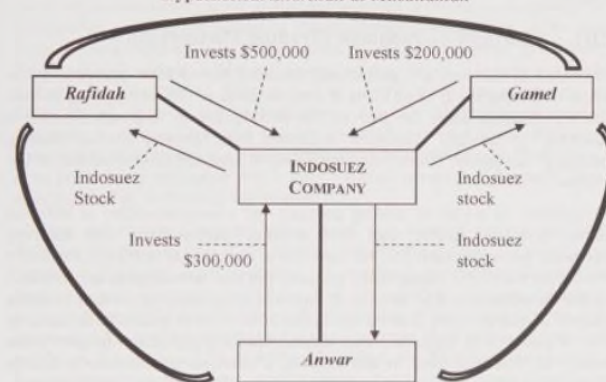 Invests $500,000
Invests $200,000
Rafidah
Gamel
INDOSUEZ
COMPANY
Indosuez
Stock
Indosuez
stock
Invests
$300,000
Indosuez
stock
Anwar